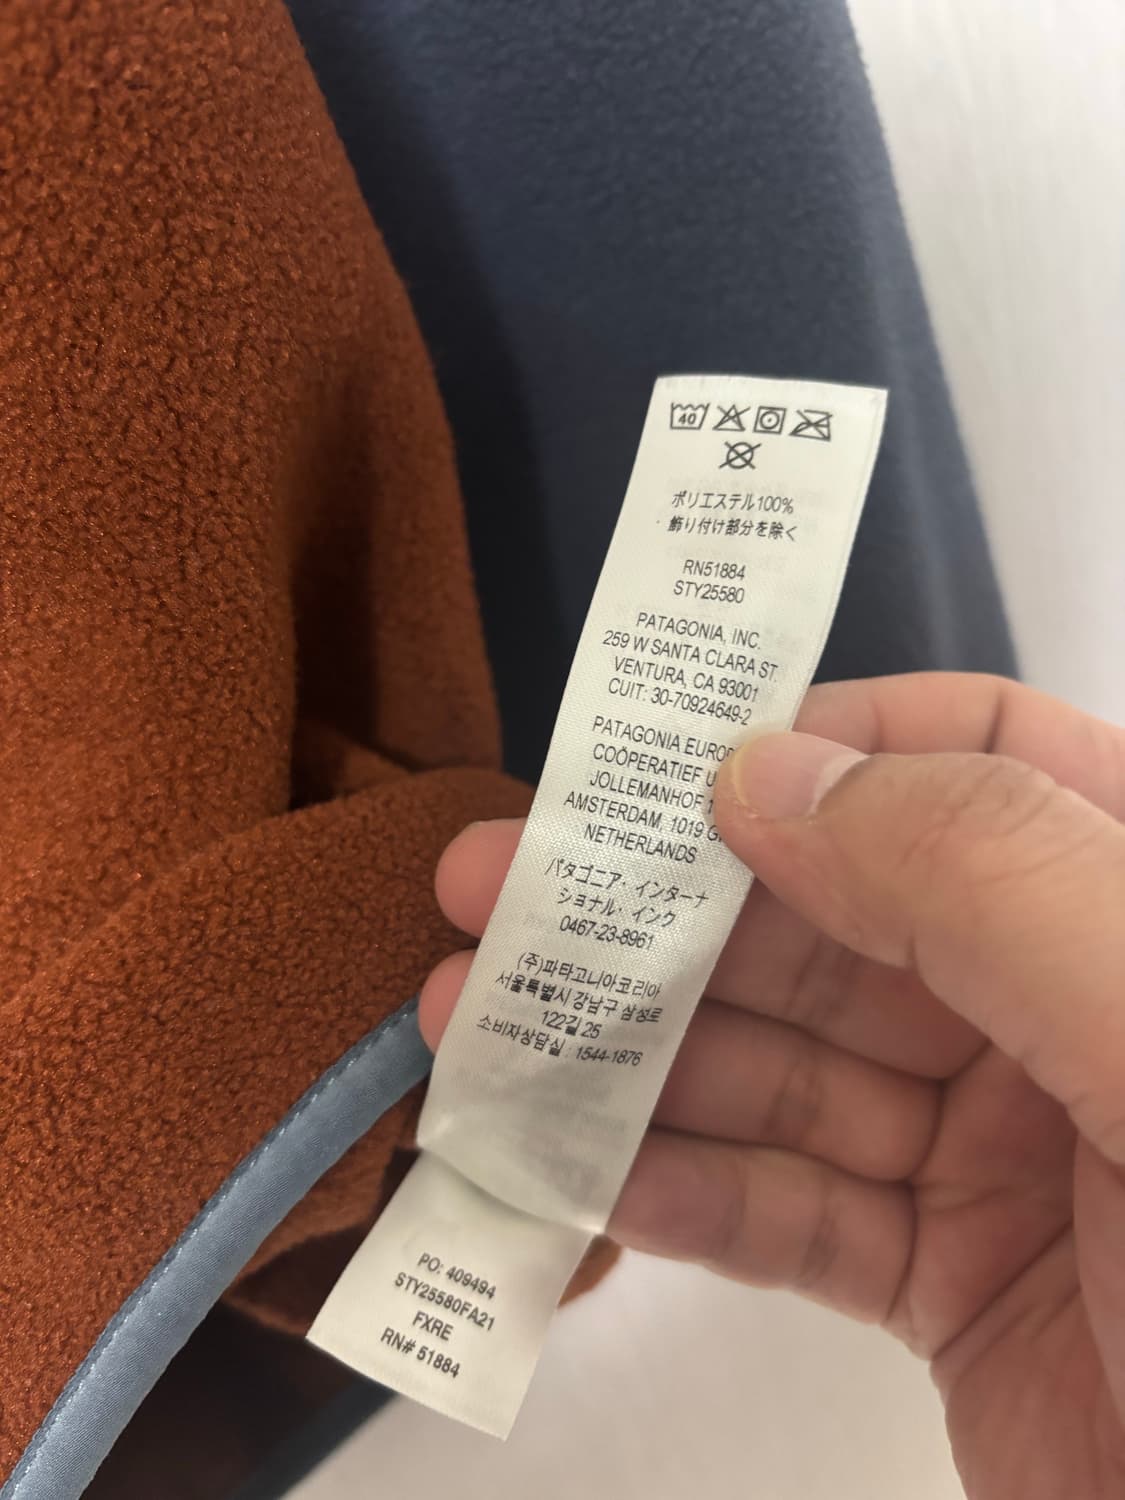 40
ポリエステル100%
飾り付け部分を除く
RN51884
STY25580
PATAGONIA, INC.
259 W SANTA CLARA ST.
VENTURA, CA 93001
CUIT: 30-70924649-2
PATAGONIA
COÖPERATIEF
JOLLEMANHOF
AMSTERDAM, 1019
NETHERLANDS
パタゴニア・インターナ
ショナル・インク
0467-23-8961
(주)파타고니아코리아
서울특별시 강남구 삼성로
122길 25
소비자상담실 : 1544-1876
PO: 409494
STY25580FA21
FXRE
RN# 51884